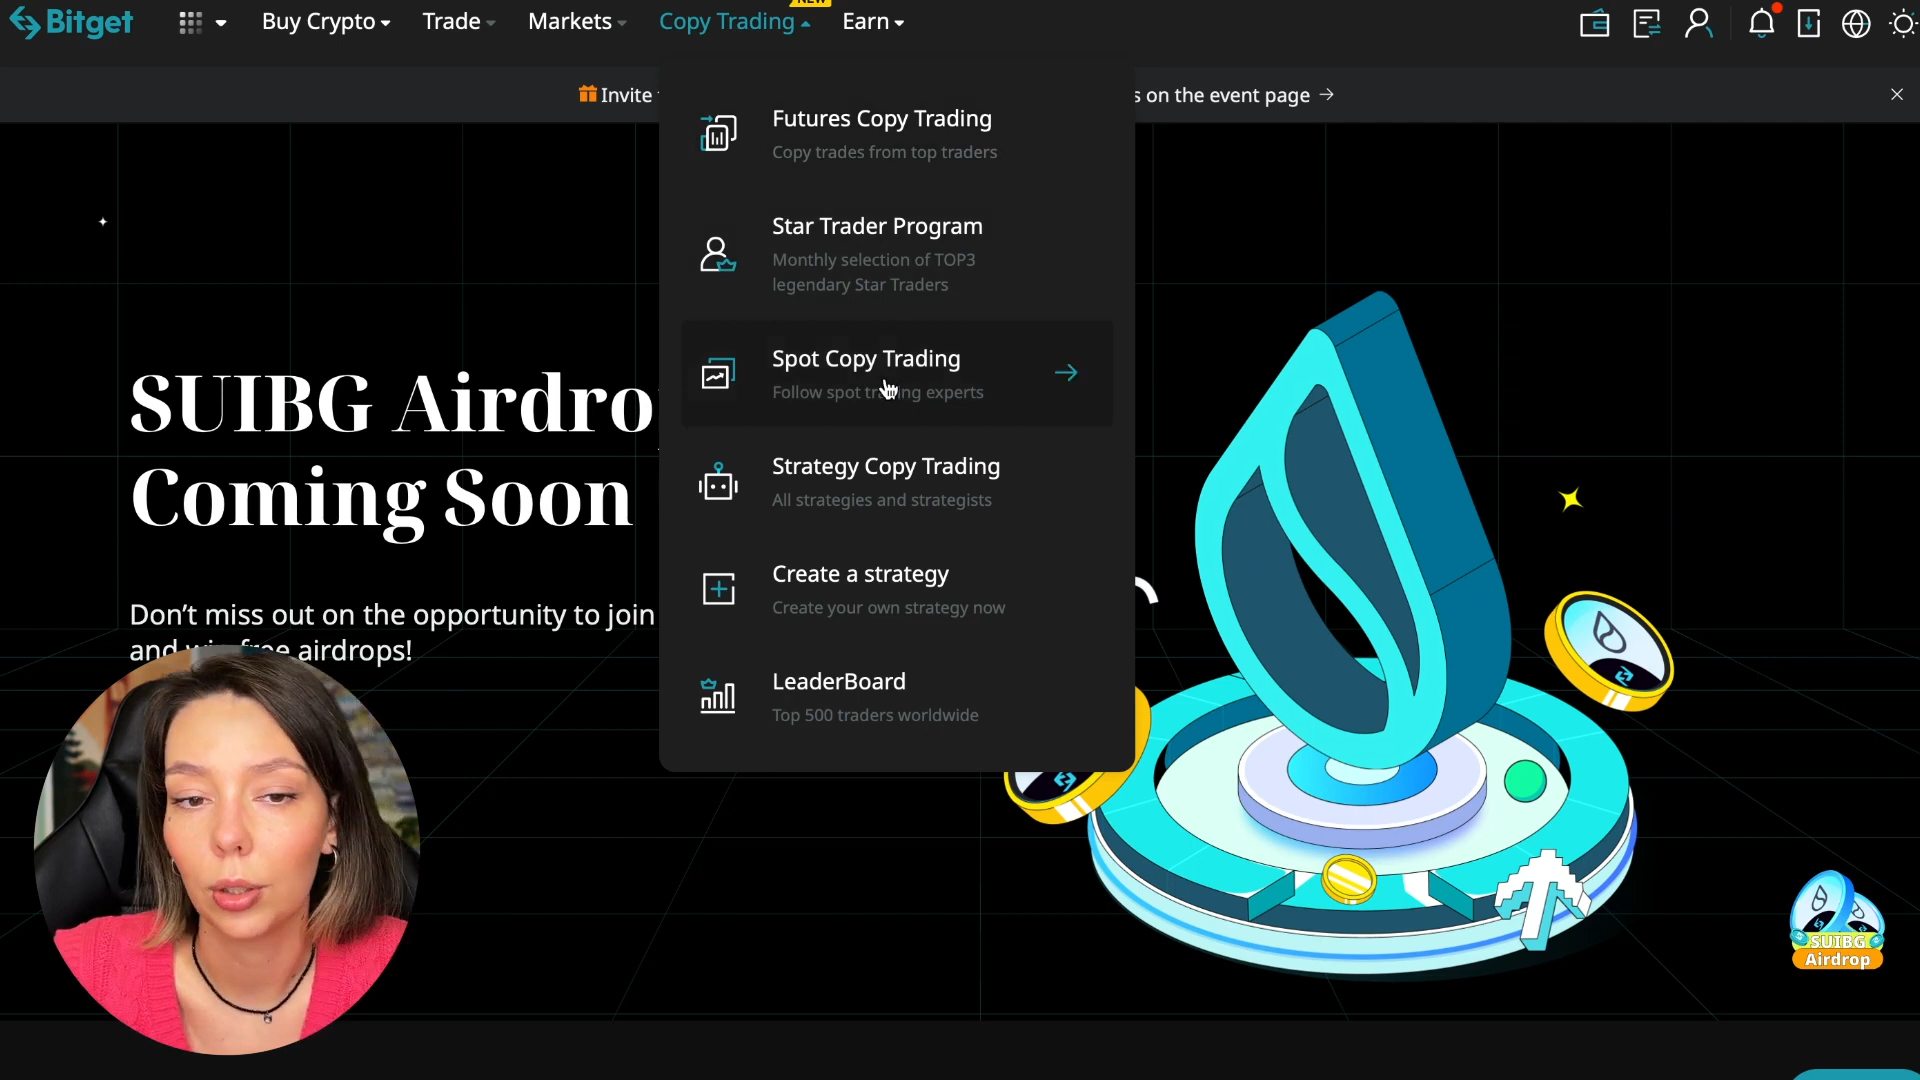 Bitget
Buy Crypto
Trade
Markets
Copy Trading
NEW
Earn
Invite
s on the event page →
Futures Copy Trading
Copy trades from top traders
Star Trader Program
Monthly selection of TOP3
legendary Star Traders
Spot Copy Trading
Follow spot trading experts
Strategy Copy Trading
All strategies and strategists
Create a strategy
Create your own strategy now
LeaderBoard
Top 500 traders worldwide
SUIBG Airdro
Coming Soon
Don't miss out on the opportunity to join
and win free airdrops!
SUIBG
Airdrop